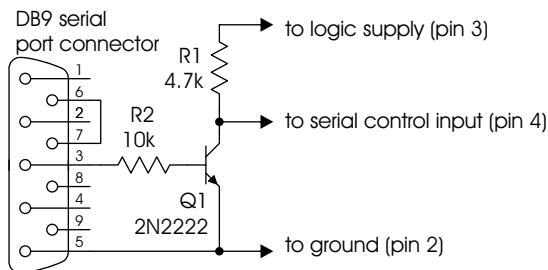 DB9 serial
port connector
1
6
2
7
3
8
4
9
5
R1
4.7k
R2
10k
Q1
2N2222
to logic supply (pin 3)
to serial control input (pin 4)
to ground (pin 2)